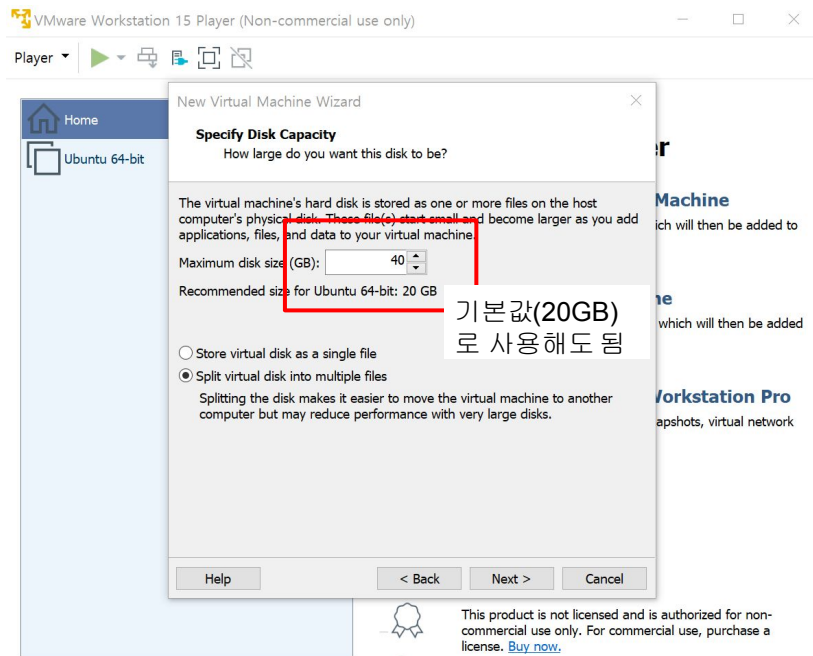 VMware Workstation 15 Player (Non-commercial use only)
Player
Home
Ubuntu 64-bit
New Virtual Machine Wizard
Specify Disk Capacity
How large do you want this disk to be?
The virtual machine's hard disk is stored as one or more files on the host
computer's physical disk. These file(s) start small and become larger as you add
applications, files, and data to your virtual machine.
Maximum disk size (GB): 40
Recommended size for Ubuntu 64-bit: 20 GB
기본값(20GB)
로 사용해도 됨
Store virtual disk as a single file
Split virtual disk into multiple files
Splitting the disk makes it easier to move the virtual machine to another
computer but may reduce performance with very large disks.
Help
< Back
Next >
Cancel
r
Machine
ich will then be added to
ne
which will then be added
Workstation Pro
apshots, virtual network
This product is not licensed and is authorized for non-
commercial use only. For commercial use, purchase a
license. Buy now.